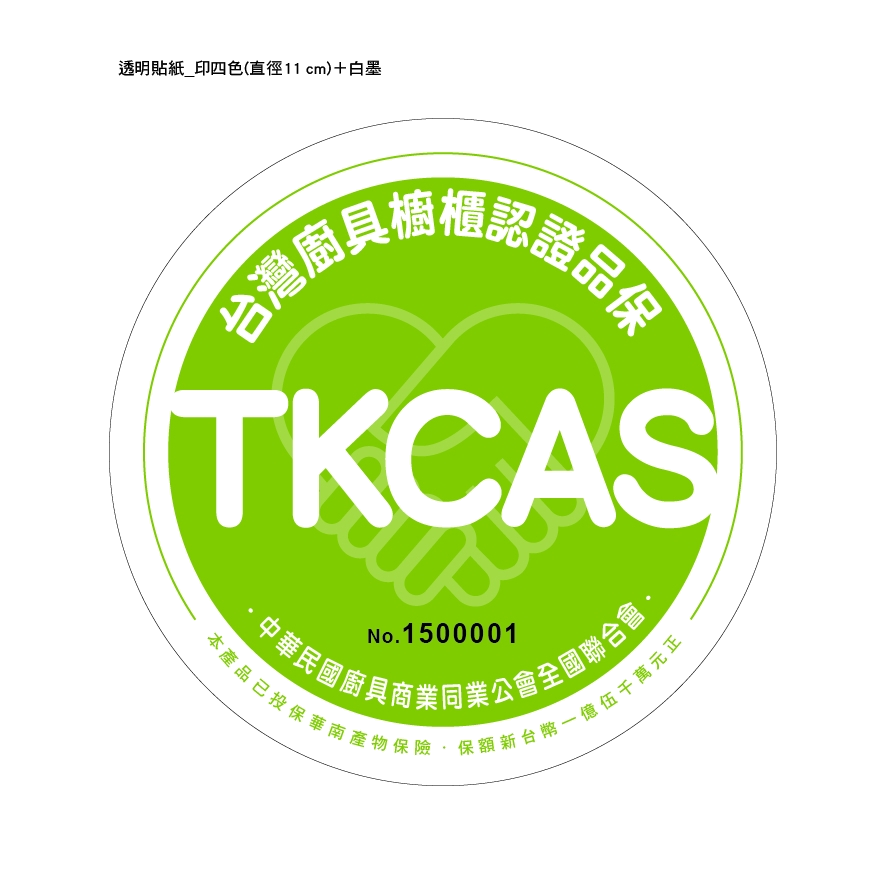 透明貼紙_印四色(直徑11 cm)＋白墨
台灣廚具櫥櫃認證品保
TKCAS
No.1500001
·中華民國廚具商業同業公會全國聯合會·
本產品已投保華南產物保險·保額新台幣一億伍千萬元正